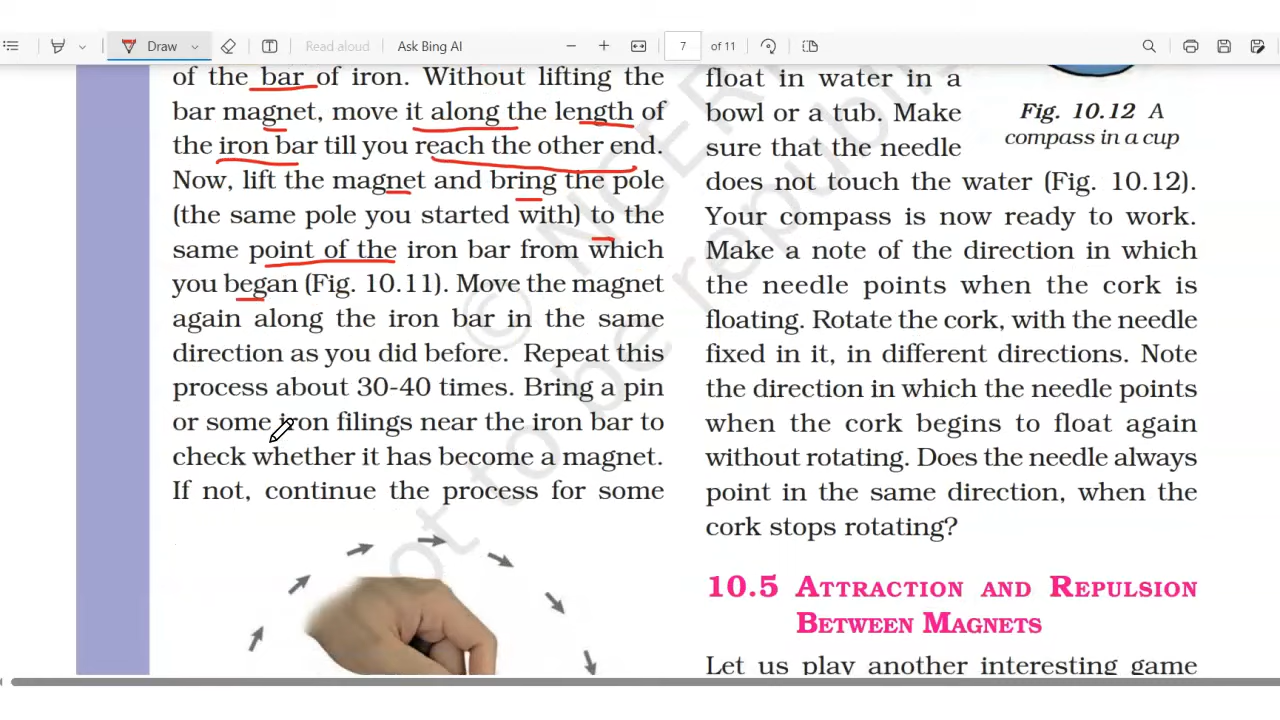 Draw
Read aloud
Ask Bing AI
7
of 11
of the bar of iron. Without lifting the
bar magnet, move it along the length of
the iron bar till you reach the other end.
Now, lift the magnet and bring the pole
(the same pole you started with) to the
same point of the iron bar from which
you began (Fig. 10.11). Move the magnet
again along the iron bar in the same
direction as you did before. Repeat this
process about 30-40 times. Bring a pin
or some iron filings near the iron bar to
check whether it has become a magnet.
If not, continue the process for some
float in water in a
bowl or a tub. Make
sure that the needle
does not touch the water (Fig. 10.12).
Your compass is now ready to work.
Make a note of the direction in which
the needle points when the cork is
floating. Rotate the cork, with the needle
fixed in it, in different directions. Note
the direction in which the needle points
when the cork begins to float again
without rotating. Does the needle always
point in the same direction, when the
cork stops rotating?
Fig. 10.12 A
compass in a cup
10.5 ATTRACTION AND REPULSION
BETWEEN MAGNETS
Let us play another interesting game
© NCER
not to be republi